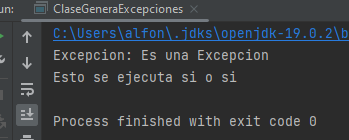 un:
ClaseGeneraExcepciones
C:\Users\alfon\.jdks\openjdk-19.0.2\b
Excepcion: Es una Excepcion
Esto se ejecuta si o si
Process finished with exit code 0